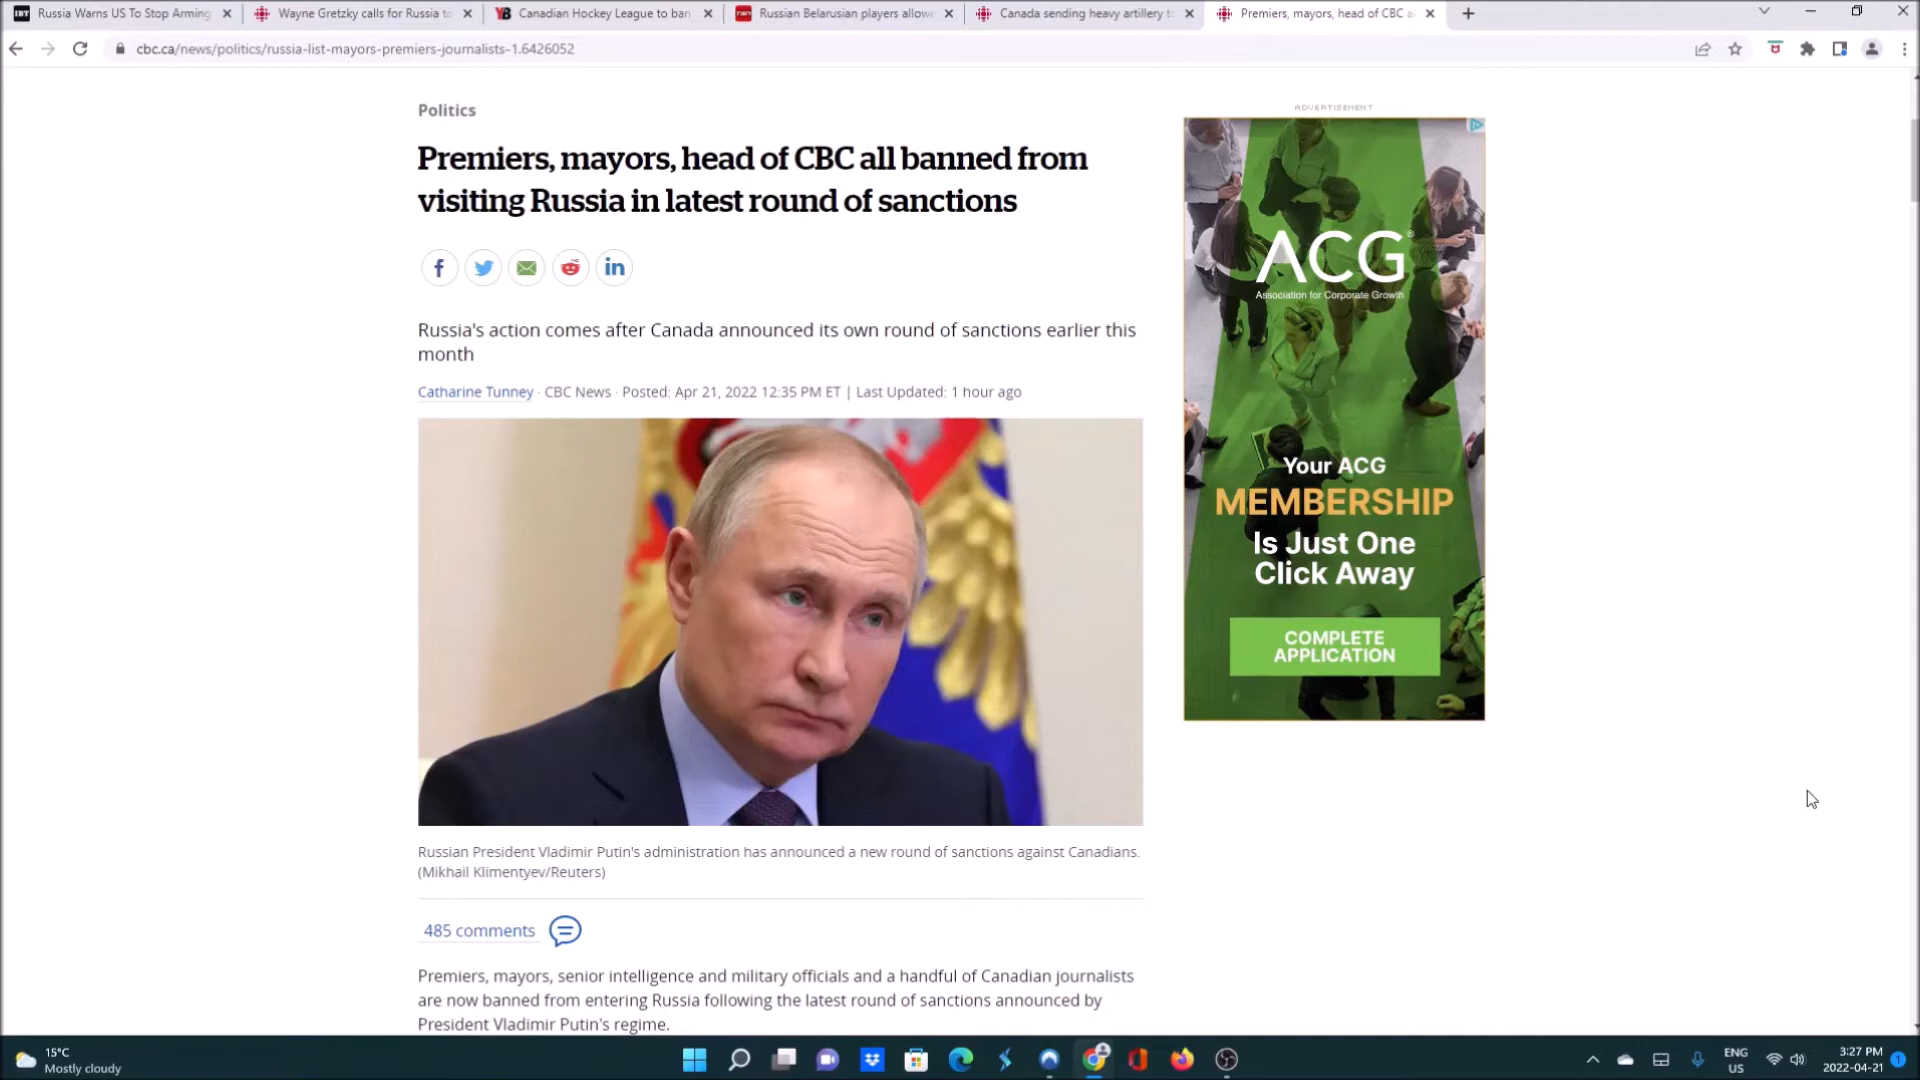 Russia Warns US To Stop Arming
Wayne Gretzky calls for Russia to
Canadian Hockey League to ban
Russian Belarusian players allowe
Canada sending heavy artillery to
Premiers, mayors, head of CBC a
cbc.ca/news/politics/russia-list-mayors-premiers-journalists-1.6426052
Politics
Premiers, mayors, head of CBC all banned from
visiting Russia in latest round of sanctions
Russia's action comes after Canada announced its own round of sanctions earlier this
month
Catharine Tunney · CBC News · Posted: Apr 21, 2022 12:35 PM ET | Last Updated: 1 hour ago
Russian President Vladimir Putin's administration has announced a new round of sanctions against Canadians.
(Mikhail Klimentyev/Reuters)
485 comments
Premiers, mayors, senior intelligence and military officials and a handful of Canadian journalists
are now banned from entering Russia following the latest round of sanctions announced by
President Vladimir Putin's regime.
ADVERTISEMENT
ACG®
Association for Corporate Growth
Your ACG
MEMBERSHIP
Is Just One
Click Away
COMPLETE
APPLICATION
15°C
Mostly cloudy
ENG
US
3:27 PM
2022-04-21
1